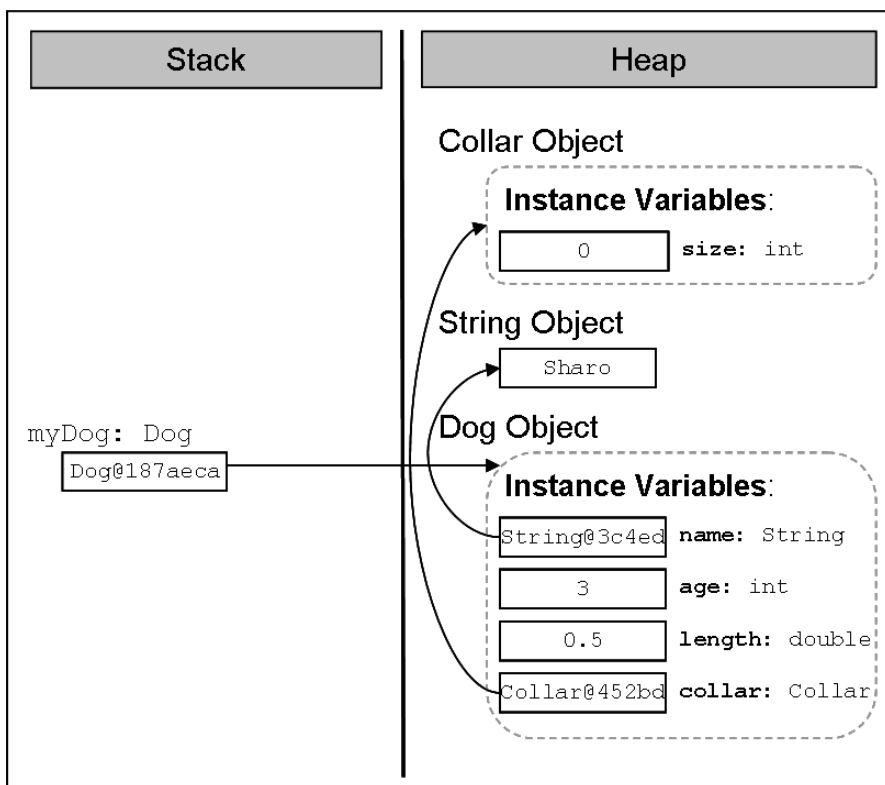 Stack
Heap
Collar Object
Instance Variables:
0 size: int
String Object
Sharo
myDog: Dog
Dog@187aeca
Dog Object
Instance Variables:
String@3c4ed name: String
3 age: int
0.5 length: double
Collar@452bd collar: Collar